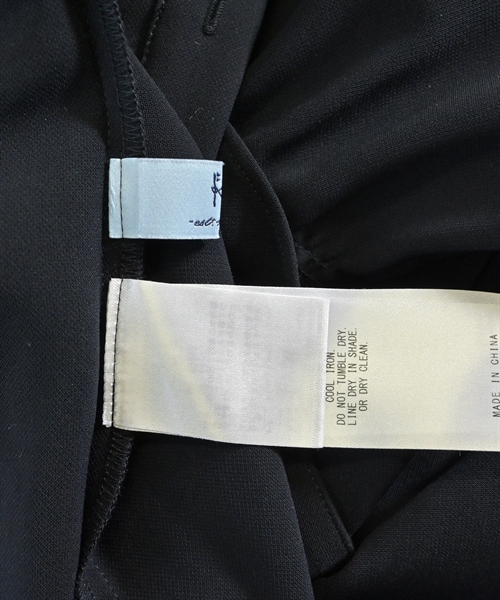 COOL IRON.
DO NOT TUMBLE DRY.
LINE DRY IN SHADE.
OR DRY CLEAN.
MADE IN CHINA